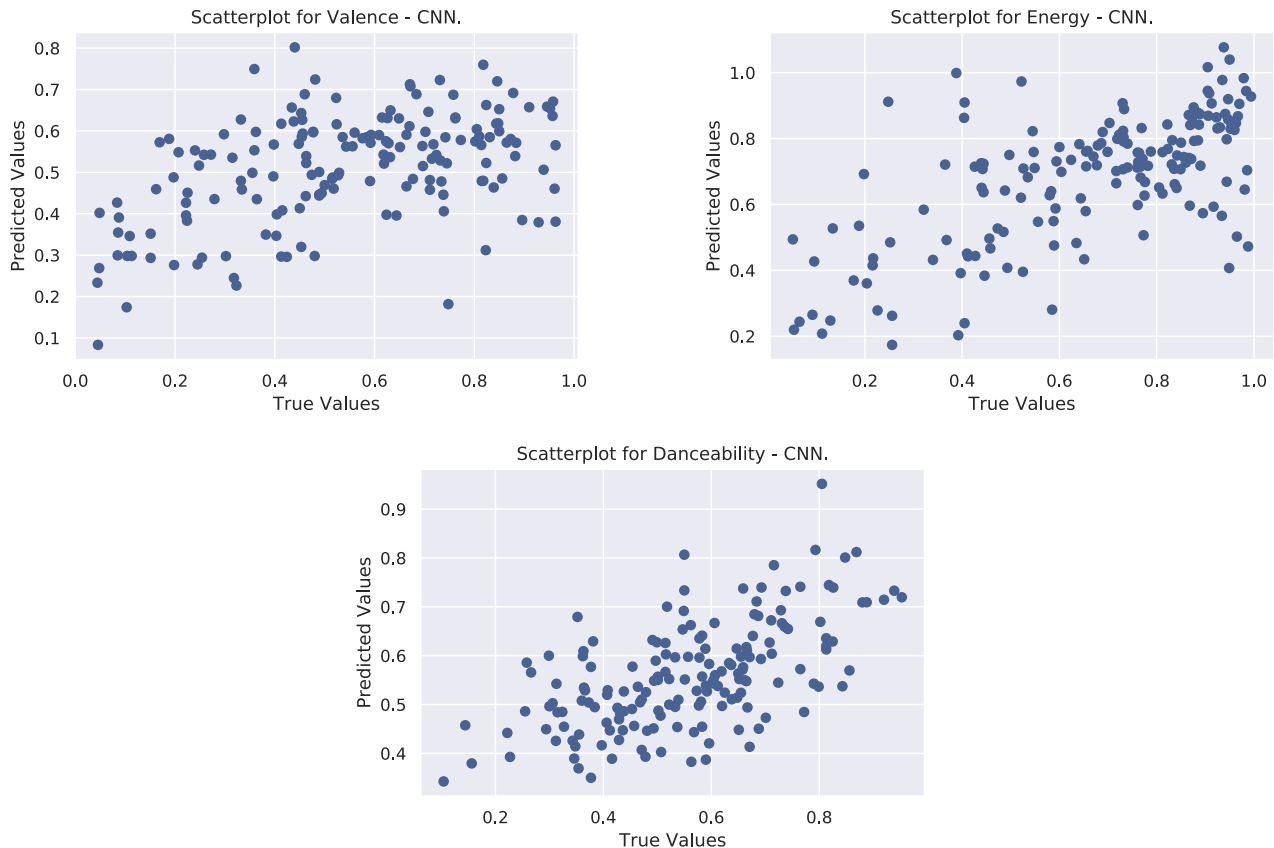 Scatterplot for Valence - CNN.
Predicted Values
0.8
0.7
0.6
0.5
0.4
0.3
0.2
0.1
0.0 0.2 0.4 0.6 0.8 1.0
True Values
Scatterplot for Energy - CNN.
Predicted Values
1.0
0.8
0.6
0.4
0.2
0.2 0.4 0.6 0.8 1.0
True Values
Scatterplot for Danceability - CNN.
Predicted Values
0.9
0.8
0.7
0.6
0.5
0.4
0.2 0.4 0.6 0.8
True Values